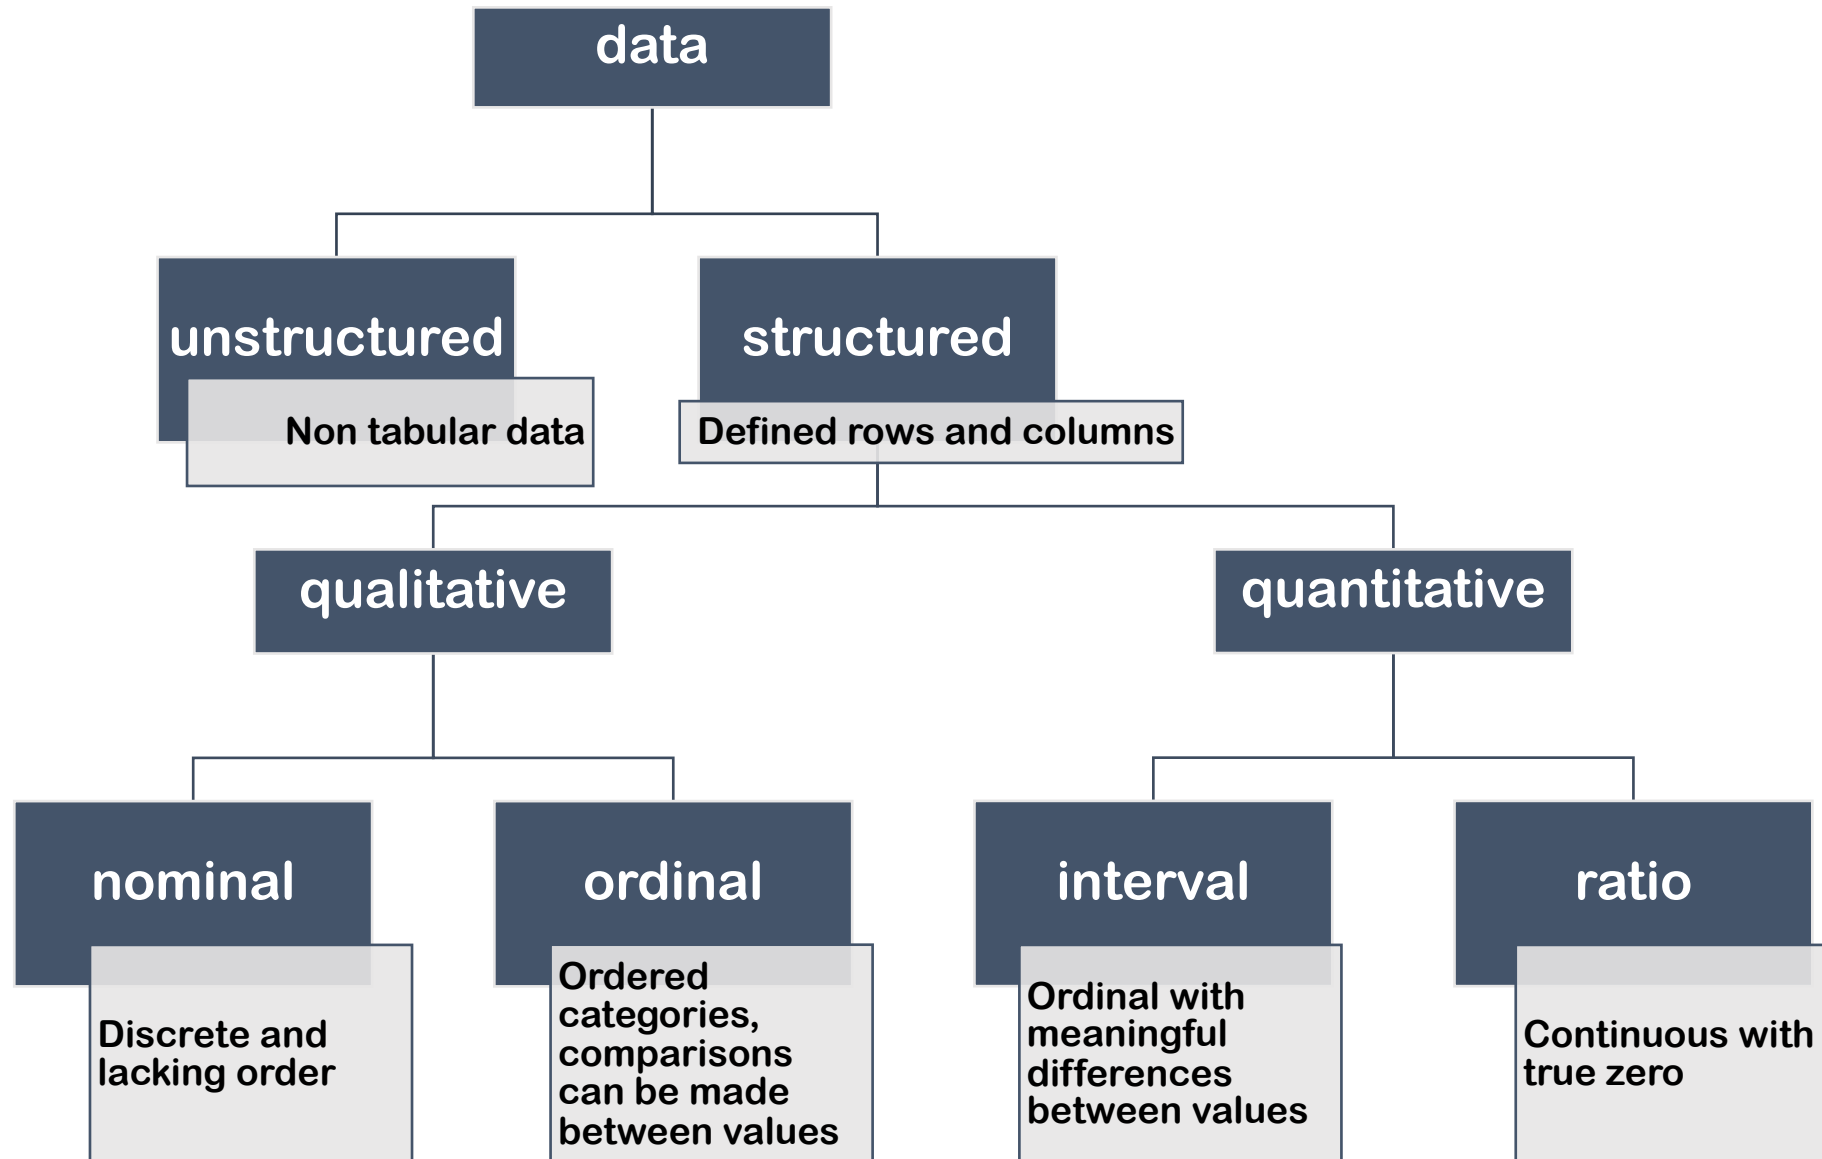 data
unstructured
Non tabular data
structured
Defined rows and columns
qualitative
quantitative
nominal
Discrete and
lacking order
ordinal
Ordered
categories,
comparisons
can be made
between values
interval
Ordinal with
meaningful
differences
between values
ratio
Continuous with
true zero